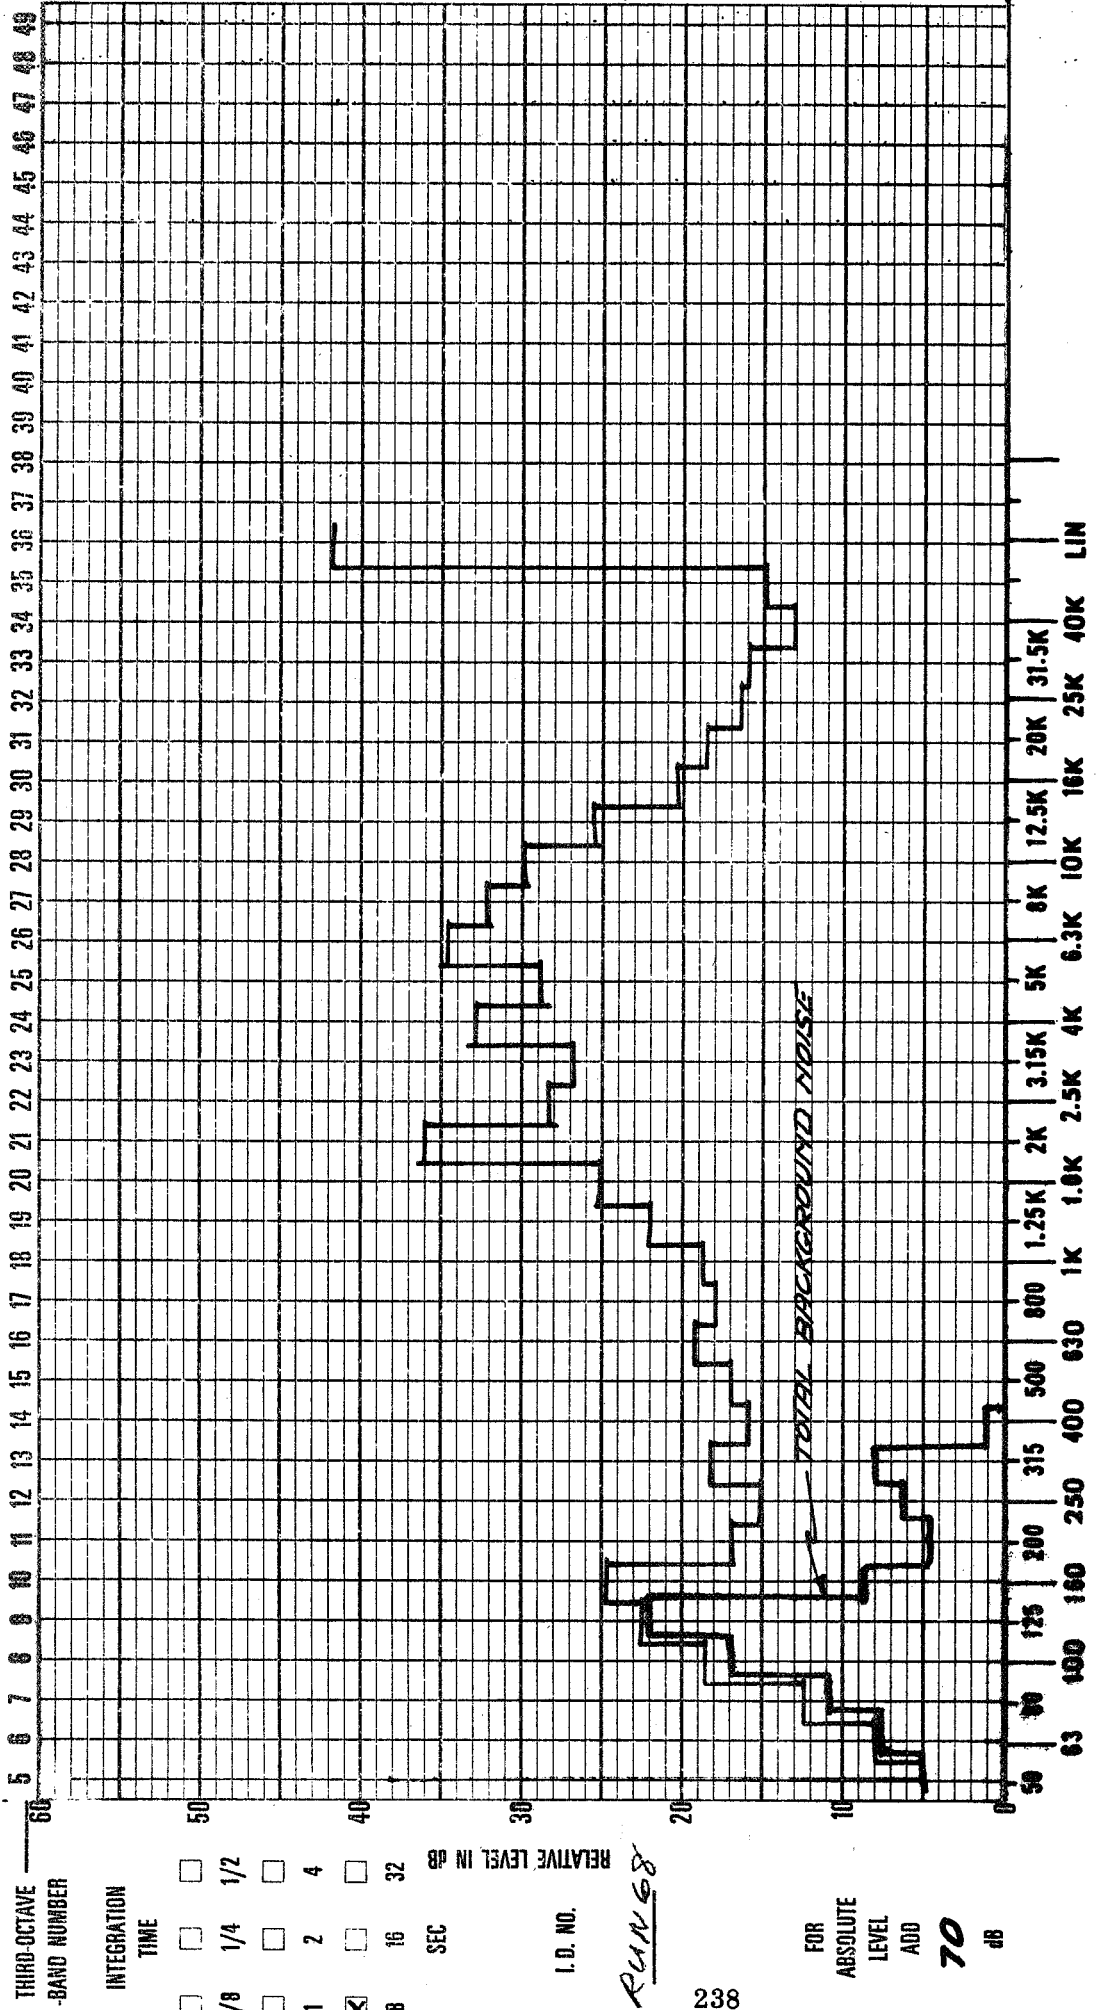 THIRD-OCTAVE
-BAND NUMBER
5 6 7 8 9 10 11 12 13 14 15 16 17 18 19 20 21 22 23 24 25 26 27 28 29 30 31 32 33 34 35 36 37 38 39 40 41 42 43 44 45 46 47 48 49
INTEGRATION
TIME
/8 1/4 1/2
1 2 4
8 16 32
SEC
I.D. NO.
RUN 68
FOR
ABSOLUTE
LEVEL
ADD
70
dB
RELATIVE LEVEL IN dB
60
50
40
30
20
10
0
TOTAL BACKGROUND NOISE
50 80 125 200 315 500 800 1.25K 2K 3.15K 5K 8K 12.5K 20K 31.5K
63 100 160 250 400 630 1K 1.6K 2.5K 4K 6.3K 10K 16K 25K 40K LIN
238